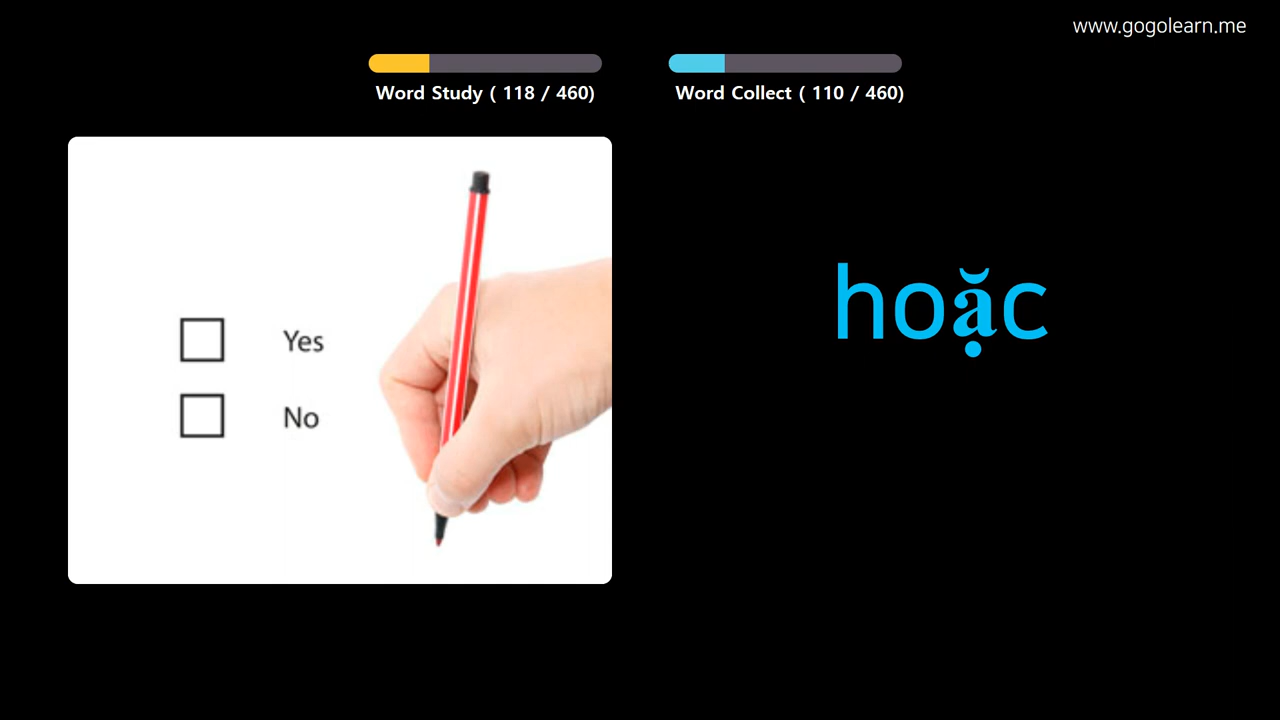 www.gogolearn.me
Word Study ( 118 / 460)
Word Collect ( 110 / 460)
Yes
No
hoặc